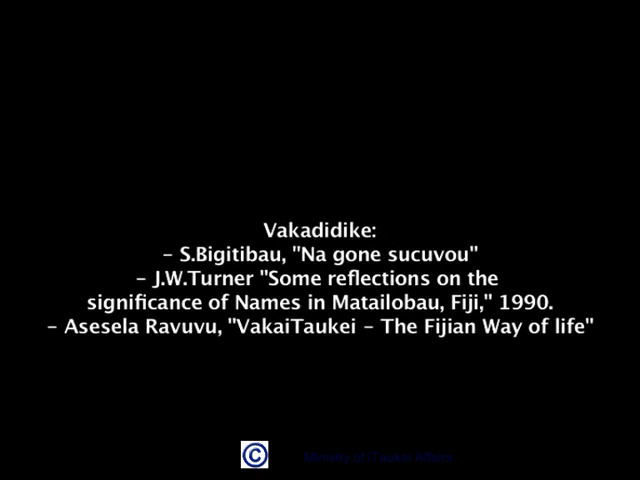 Vakadidike:
- S.Bigitibau, "Na gone sucuvou"
- J.W.Turner "Some reflections on the
significance of Names in Matailobau, Fiji," 1990.
- Asesela Ravuvu, "VakaiTaukei - The Fijian Way of life"
© Ministry of iTaukei Affairs